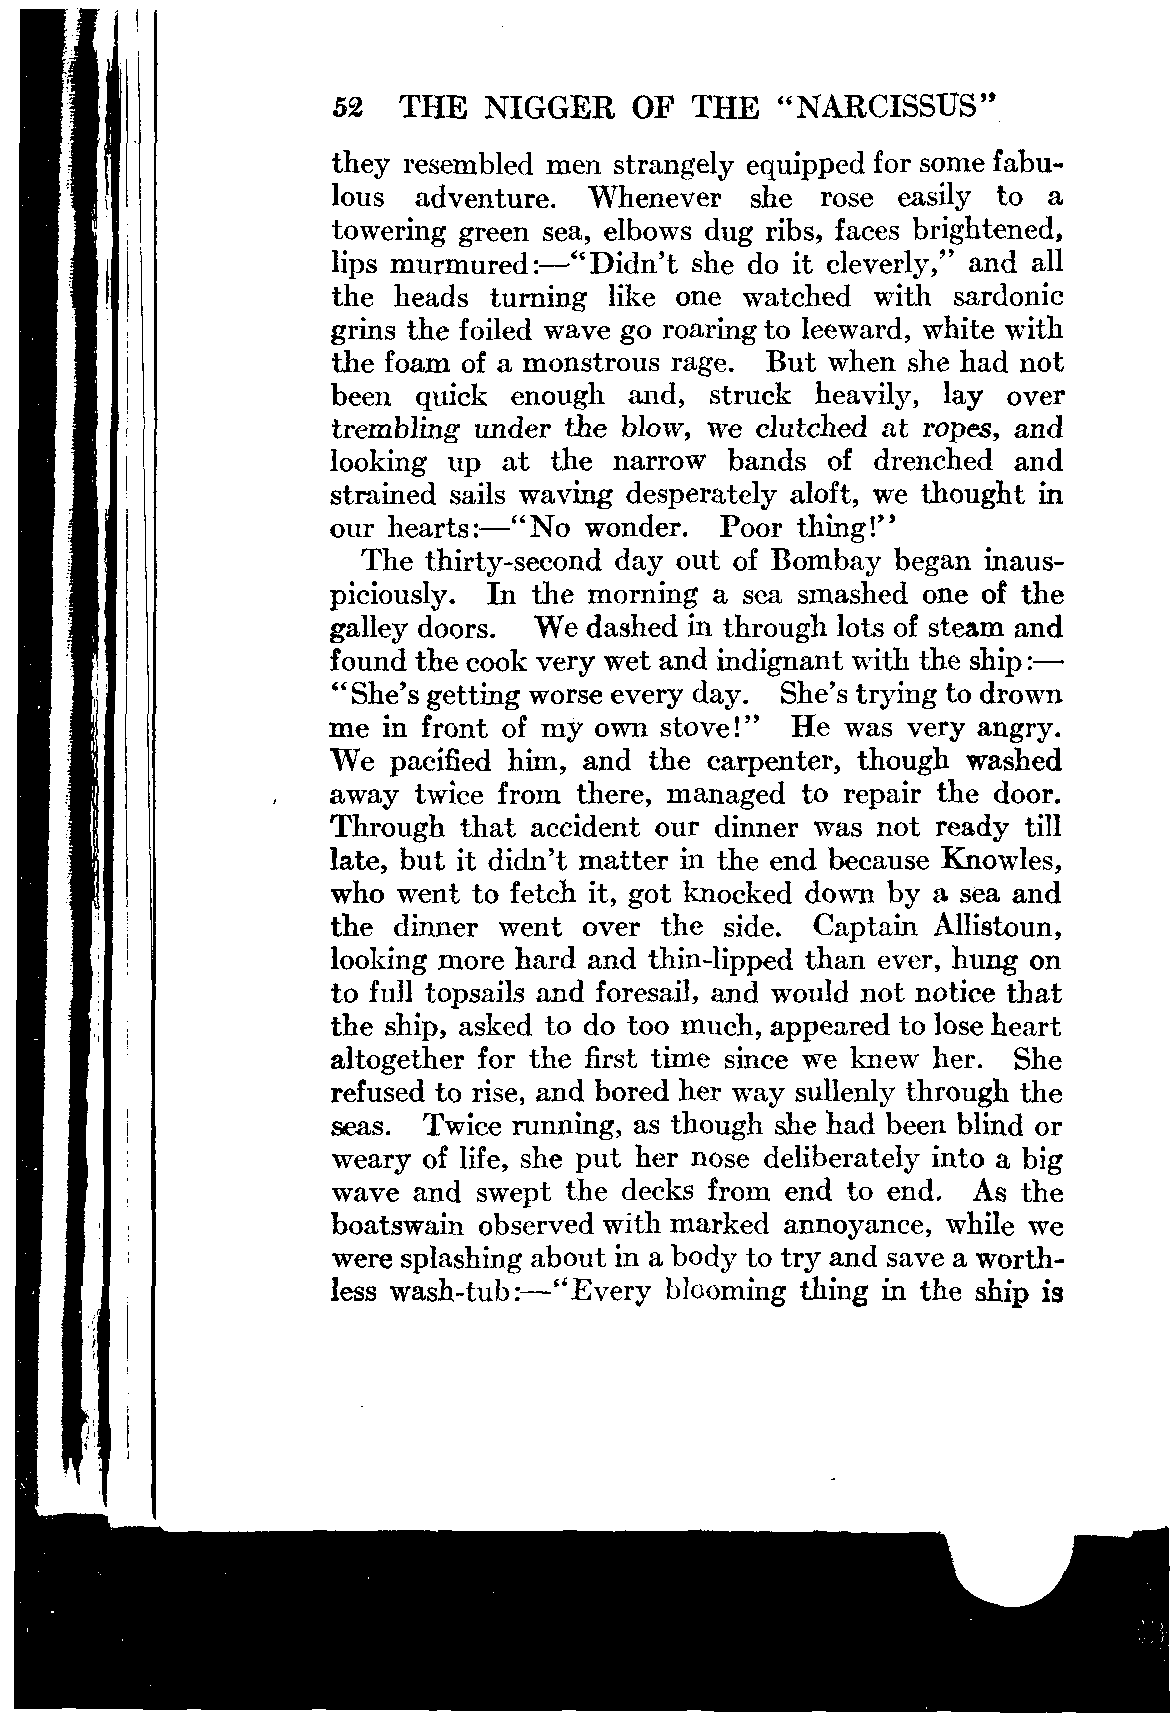 52 THE NIGGER OF THE “NARCISSUS”
they resembled men strangely equipped for some fabu-
lous adventure. Whenever she rose easily to a
towering green sea, elbows dug ribs, faces brightened,
lips murmured:—“Didn’t she do it cleverly,” and all
the heads turning like one watched with sardonic
grins the foiled wave go roaring to leeward, white with
the foam of a monstrous rage. But when she had not
been quick enough and, struck heavily, lay over
trembling under the blow, we clutched at ropes, and
looking up at the narrow bands of drenched and
strained sails waving desperately aloft, we thought in
our hearts:—“No wonder. Poor thing!”
The thirty-second day out of Bombay began inaus-
piciously. In the morning a sea smashed one of the
galley doors. We dashed in through lots of steam and
found the cook very wet and indignant with the ship:—
“She’s getting worse every day. She’s trying to drown
me in front of my own stove!” He was very angry.
We pacified him, and the carpenter, though washed
away twice from there, managed to repair the door.
Through that accident our dinner was not ready till
late, but it didn’t matter in the end because Knowles,
who went to fetch it, got knocked down by a sea and
the dinner went over the side. Captain Allistoun,
looking more hard and thin-lipped than ever, hung on
to full topsails and foresail, and would not notice that
the ship, asked to do too much, appeared to lose heart
altogether for the first time since we knew her. She
refused to rise, and bored her way sullenly through the
seas. Twice running, as though she had been blind or
weary of life, she put her nose deliberately into a big
wave and swept the decks from end to end. As the
boatswain observed with marked annoyance, while we
were splashing about in a body to try and save a worth-
less wash-tub:—“Every blooming thing in the ship is